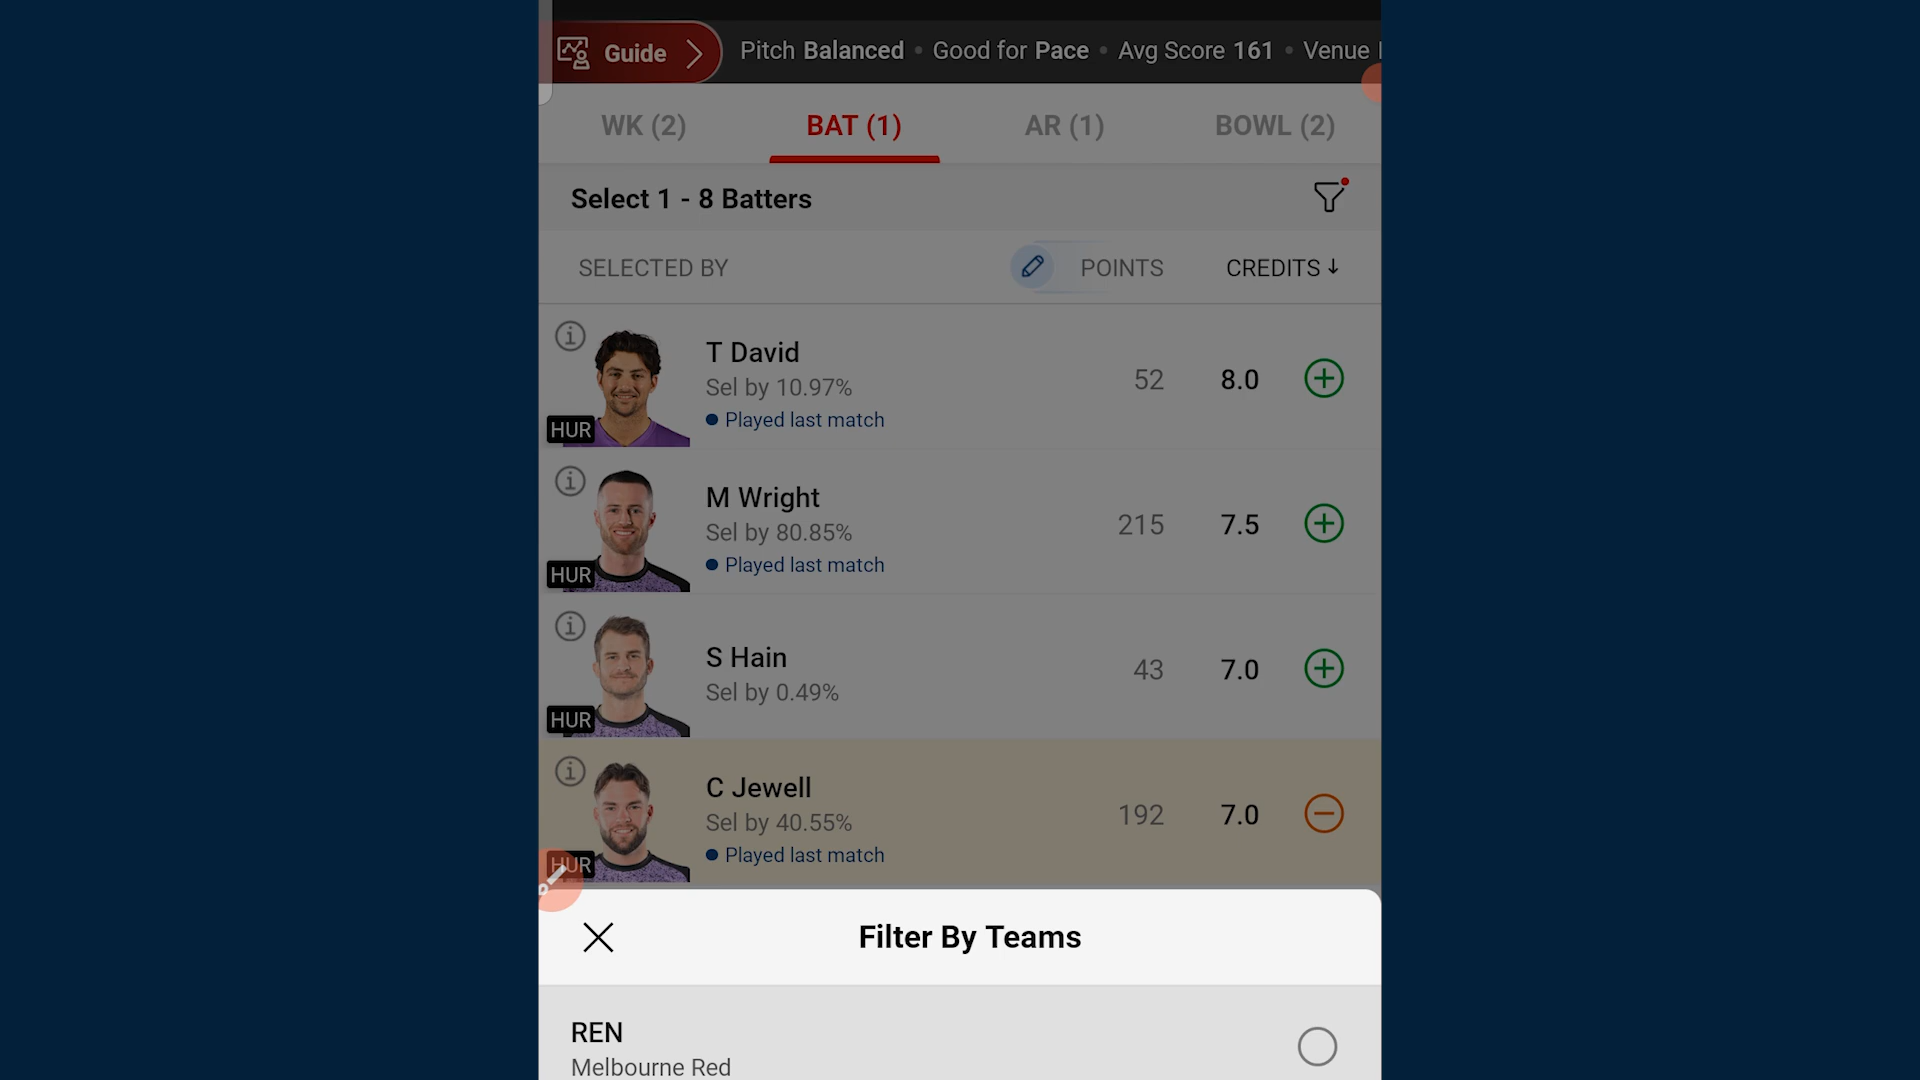 Guide
Pitch Balanced • Good for Pace • Avg Score 161 • Venue
WK (2) BAT (1) AR (1) BOWL (2)
Select 1 - 8 Batters
SELECTED BY POINTS CREDITS ↓
T David
Sel by 10.97%
Played last match
52 8.0
HUR
M Wright
Sel by 80.85%
Played last match
215 7.5
HUR
S Hain
Sel by 0.49%
43 7.0
HUR
C Jewell
Sel by 40.55%
Played last match
192 7.0
HUR
Filter By Teams
REN
Melbourne Red